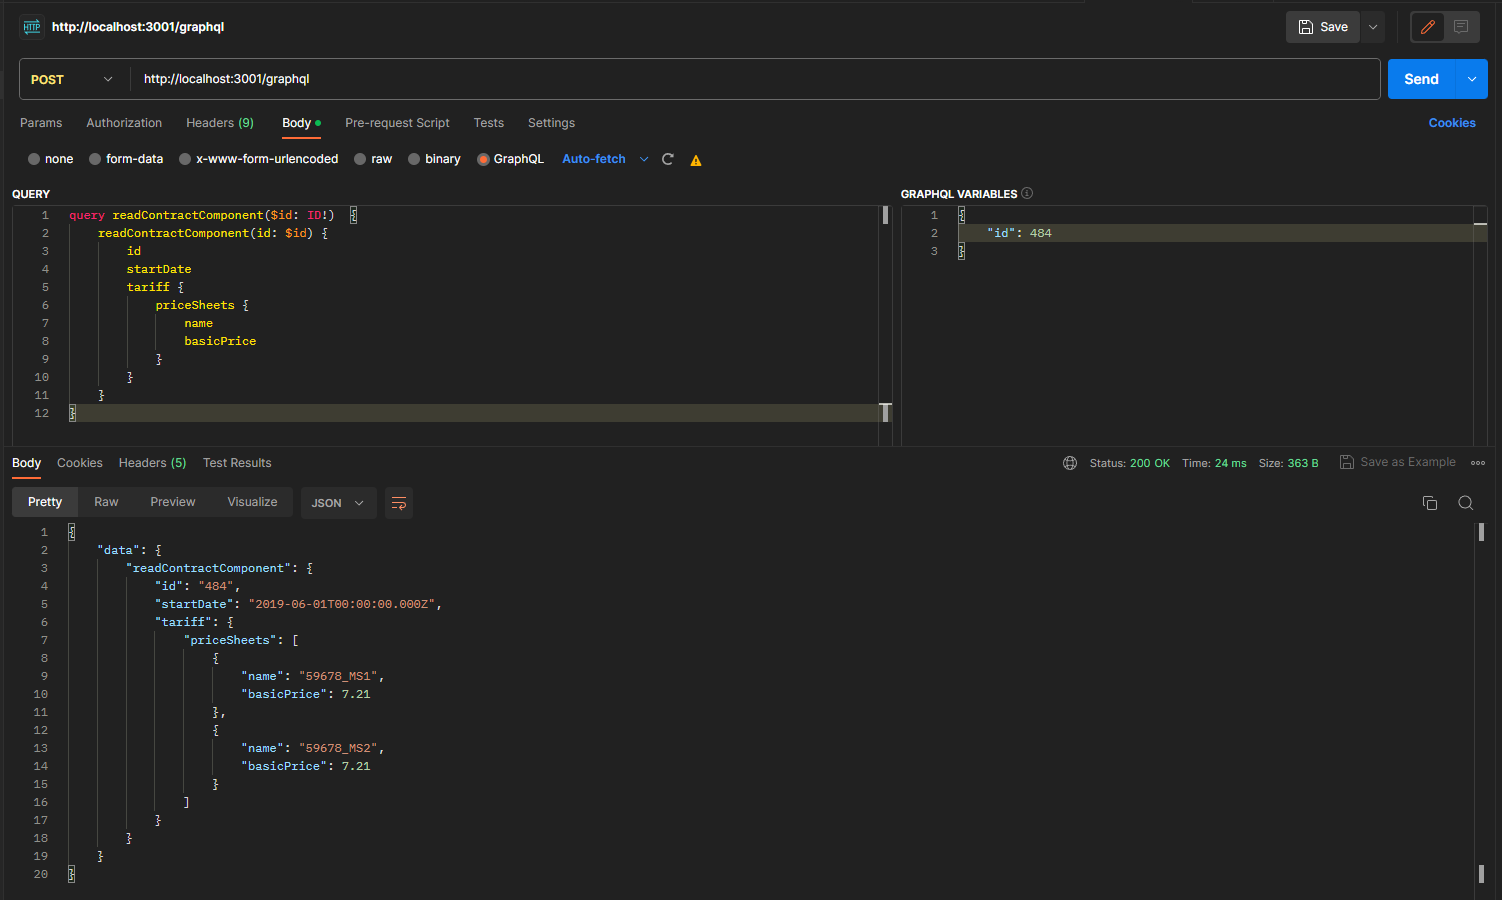 HTTP http://localhost:3001/graphql Save
POST http://localhost:3001/graphql Send
Params Authorization Headers (9) Body Pre-request Script Tests Settings Cookies
none form-data x-www-form-urlencoded raw binary GraphQL Auto-fetch
QUERY
1 query readContractComponent($id: ID!) {
2 readContractComponent(id: $id) {
3 id
4 startDate
5 tariff {
6 priceSheets {
7 name
8 basicPrice
9 }
10 }
11 }
12 }
GRAPHQL VARIABLES
1 {
2 "id": 484
3 }
Body Cookies Headers (5) Test Results Status: 200 OK Time: 24 ms Size: 363 B Save as Example
Pretty Raw Preview Visualize JSON
1 {
2 "data": {
3 "readContractComponent": {
4 "id": "484",
5 "startDate": "2019-06-01T00:00:00.000Z",
6 "tariff": {
7 "priceSheets": [
8 {
9 "name": "59678_MS1",
10 "basicPrice": 7.21
11 },
12 {
13 "name": "59678_MS2",
14 "basicPrice": 7.21
15 }
16 ]
17 }
18 }
19 }
20 }